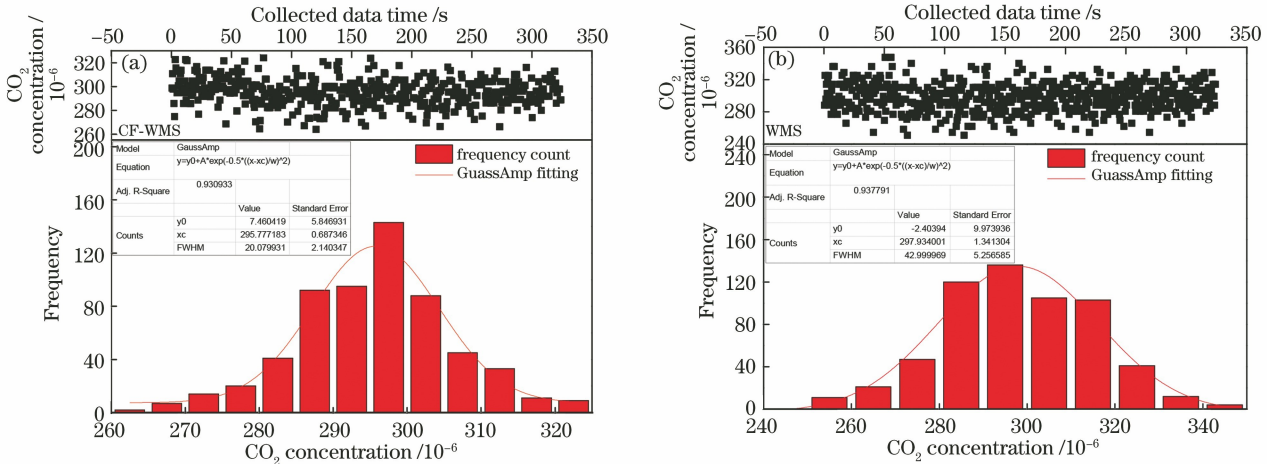 Collected data time /s
-50 0 50 100 150 200 250 300 350
CO2 concentration / 10-6
320
300
280
260
(a)
CF-WMS
Model GaussAmp
Equation y=y0+A*exp(-0.5*((x-xc)/w)^2)
Adj. R-Square 0.930933
Value Standard Error
y0 7.460419 5.846931
Counts xc 295.777183 0.687346
FWHM 20.079931 2.140347
frequency count
GuassAmp fitting
Frequency
200
160
120
80
40
0
260 270 280 290 300 310 320
CO2 concentration /10-6
Collected data time /s
-50 0 50 100 150 200 250 300 350
CO2 concentration / 10-6
360
320
280
240
(b)
WMS
Model GaussAmp
Equation y=y0+A*exp(-0.5*((x-xc)/w)^2)
Adj. R-Square 0.937791
Value Standard Error
y0 -2.40394 9.973936
Counts xc 297.934001 1.341304
FWHM 42.999969 5.256585
frequency count
GuassAmp fitting
Frequency
240
200
160
120
80
40
0
240 260 280 300 320 340
CO2 concentration /10-6